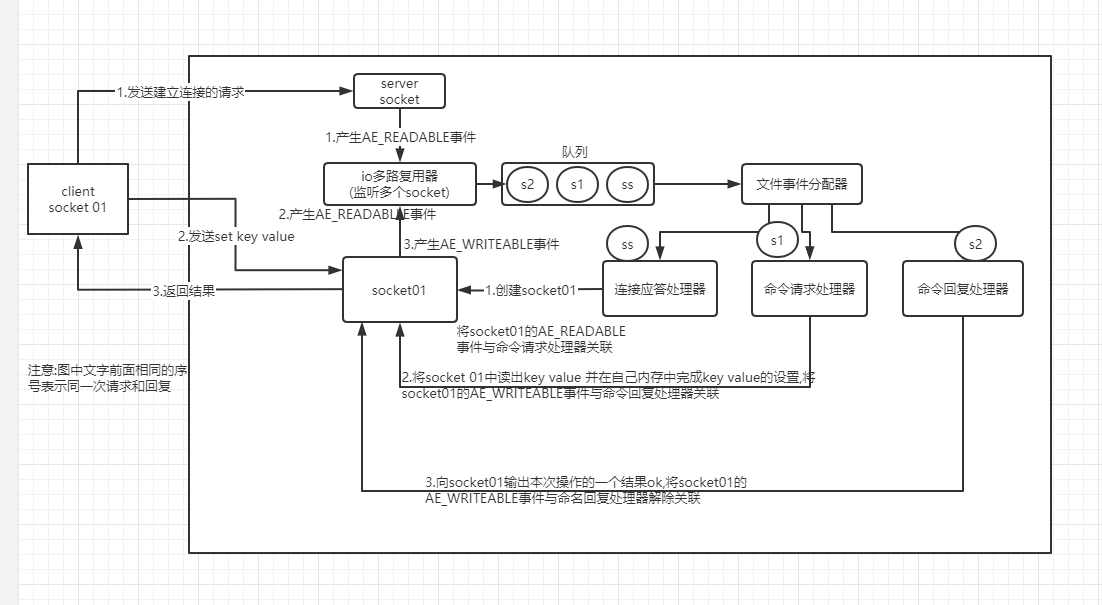 server
socket
1.发送建立连接的请求
1.产生AE_READABLE事件
队列
io多路复用器
(监听多个socket)
s2
s1
ss
文件事件分配器
client
socket 01
2.产生AE_READABLE事件
2.发送set key value
3.产生AE_WRITEABLE事件
ss
s1
s2
socket01
1.创建socket01
连接应答处理器
命令请求处理器
命令回复处理器
3.返回结果
将socket01的AE_READABLE
事件与命令请求处理器关联
注意:图中文字前面相同的序
号表示同一次请求和回复
2.将socket 01中读出key value 并在自己内存中完成key value的设置,将
socket01的AE_WRITEABLE事件与命令回复处理器关联
3.向socket01输出本次操作的一个结果ok,将socket01的
AE_WRITEABLE事件与命名回复处理器解除关联